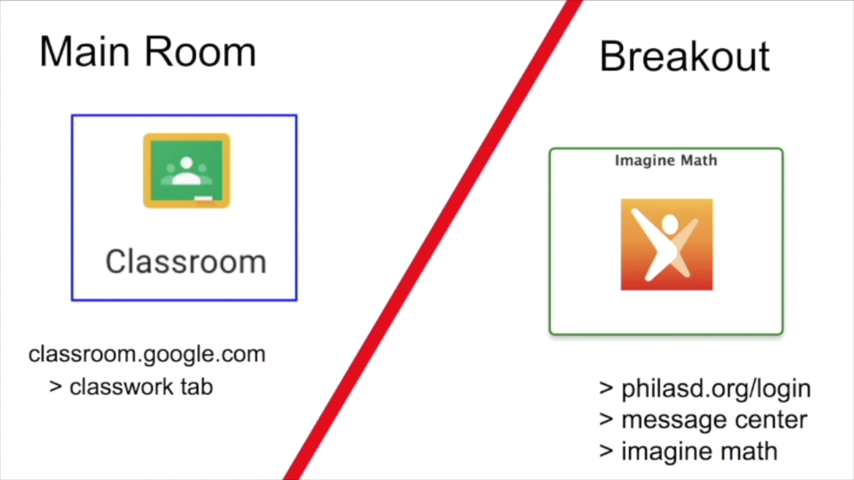 Main Room
Classroom
classroom.google.com
> classwork tab
Breakout
Imagine Math
> philasd.org/login
> message center
> imagine math